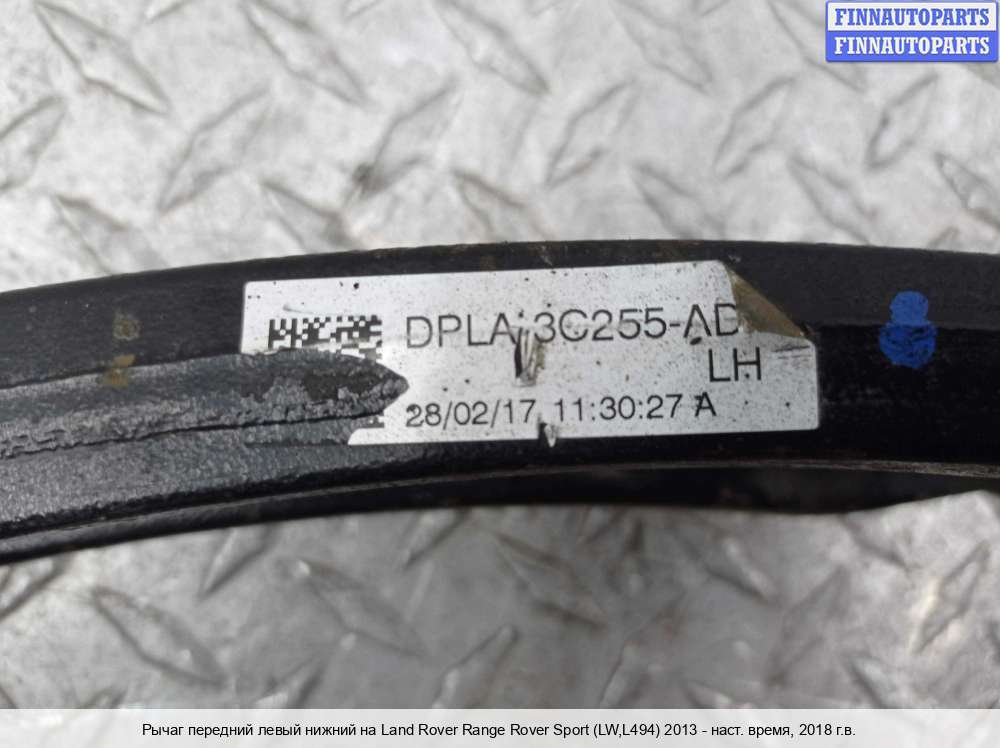 FINNAUTOPARTS
FINNAUTOPARTS
DPLA 3C255-AD
LH
28/02/17 11:30:27 A
Рычаг передний левый нижний на Land Rover Range Rover Sport (LW,L494) 2013 - наст. время, 2018 г.в.